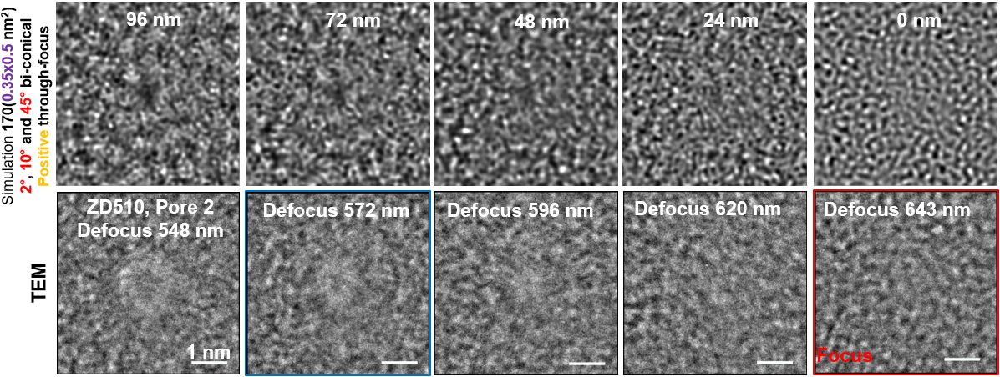 Simulation 170(0.35x0.5 nm²)
2°, 10° and 45° bi-conical
Positive through-focus
96 nm
72 nm
48 nm
24 nm
0 nm
TEM
ZD510, Pore 2
Defocus 548 nm
1 nm
Defocus 572 nm
Defocus 596 nm
Defocus 620 nm
Defocus 643 nm
Focus